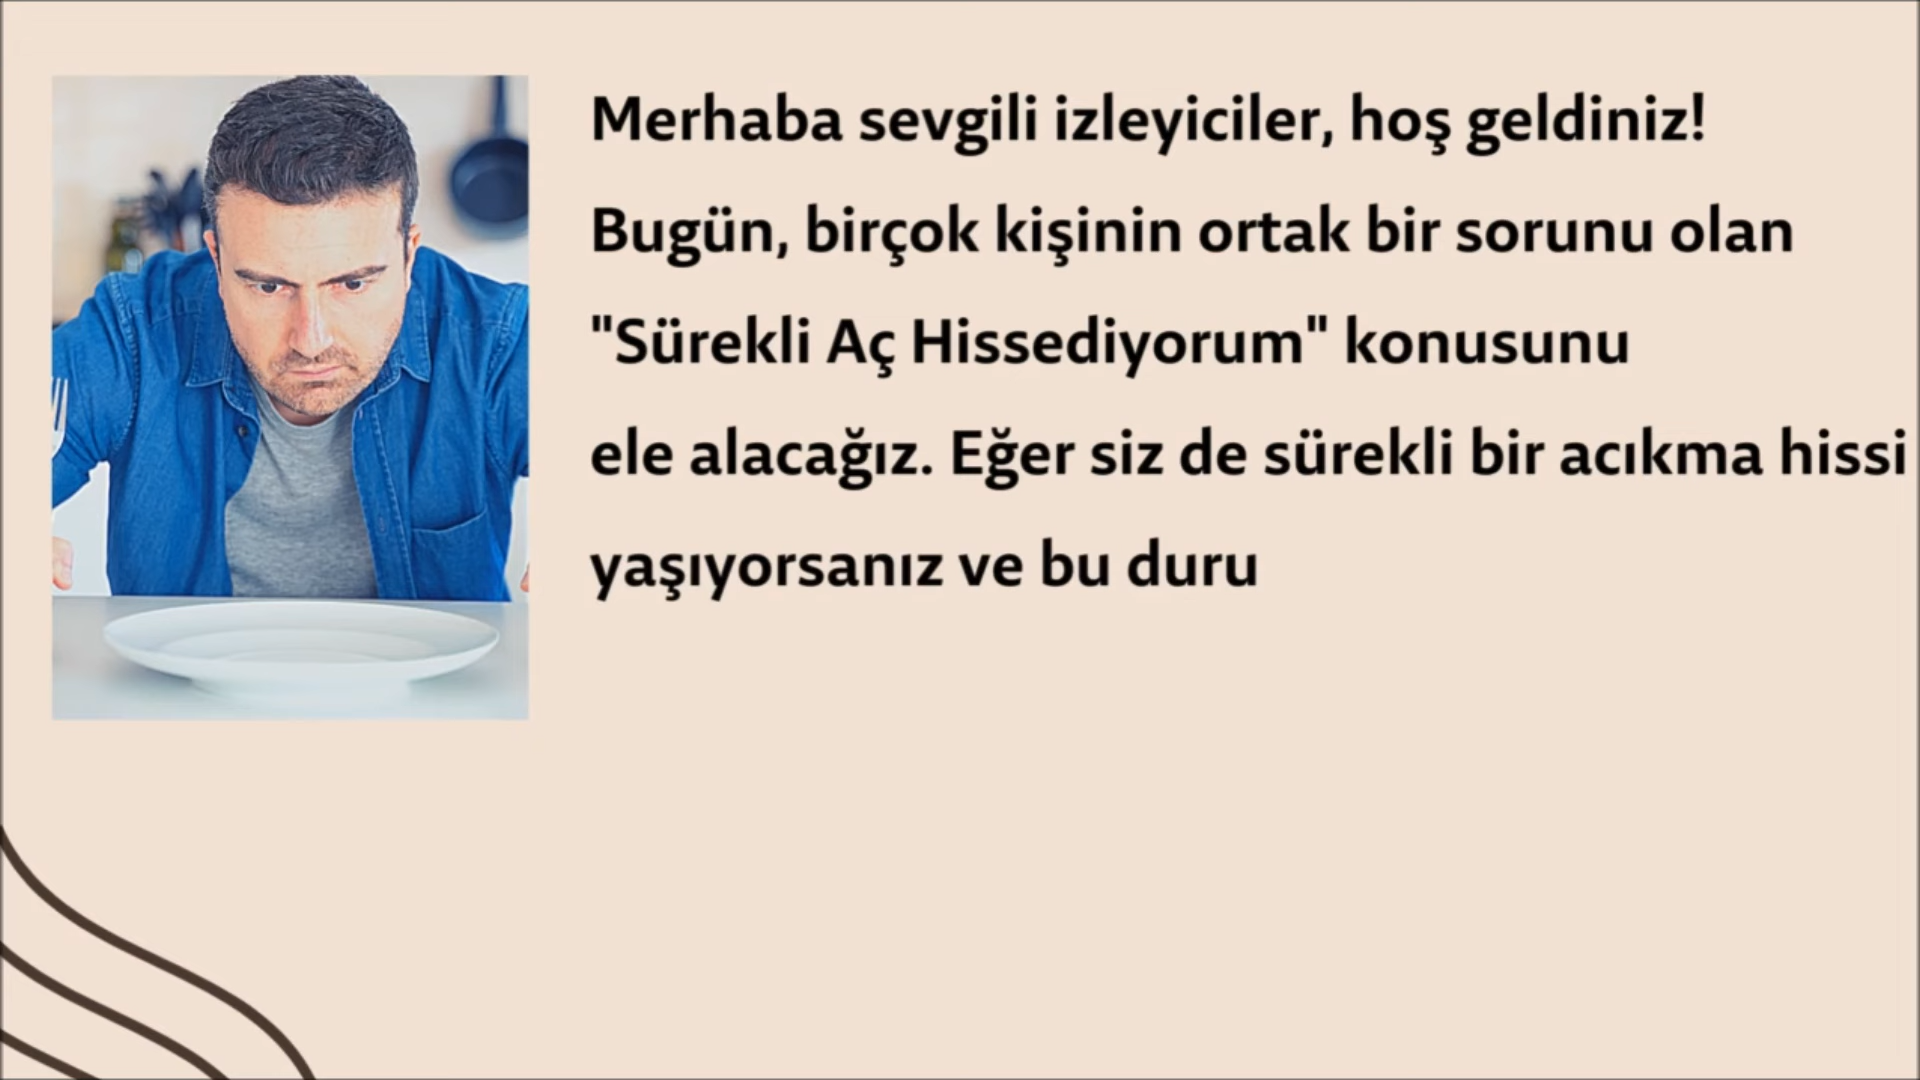 Merhaba sevgili izleyiciler, hoş geldiniz!
Bugün, birçok kişinin ortak bir sorunu olan
"Sürekli Aç Hissediyorum" konusunu
ele alacağız. Eğer siz de sürekli bir acıkma hissi
yaşıyorsanız ve bu duru